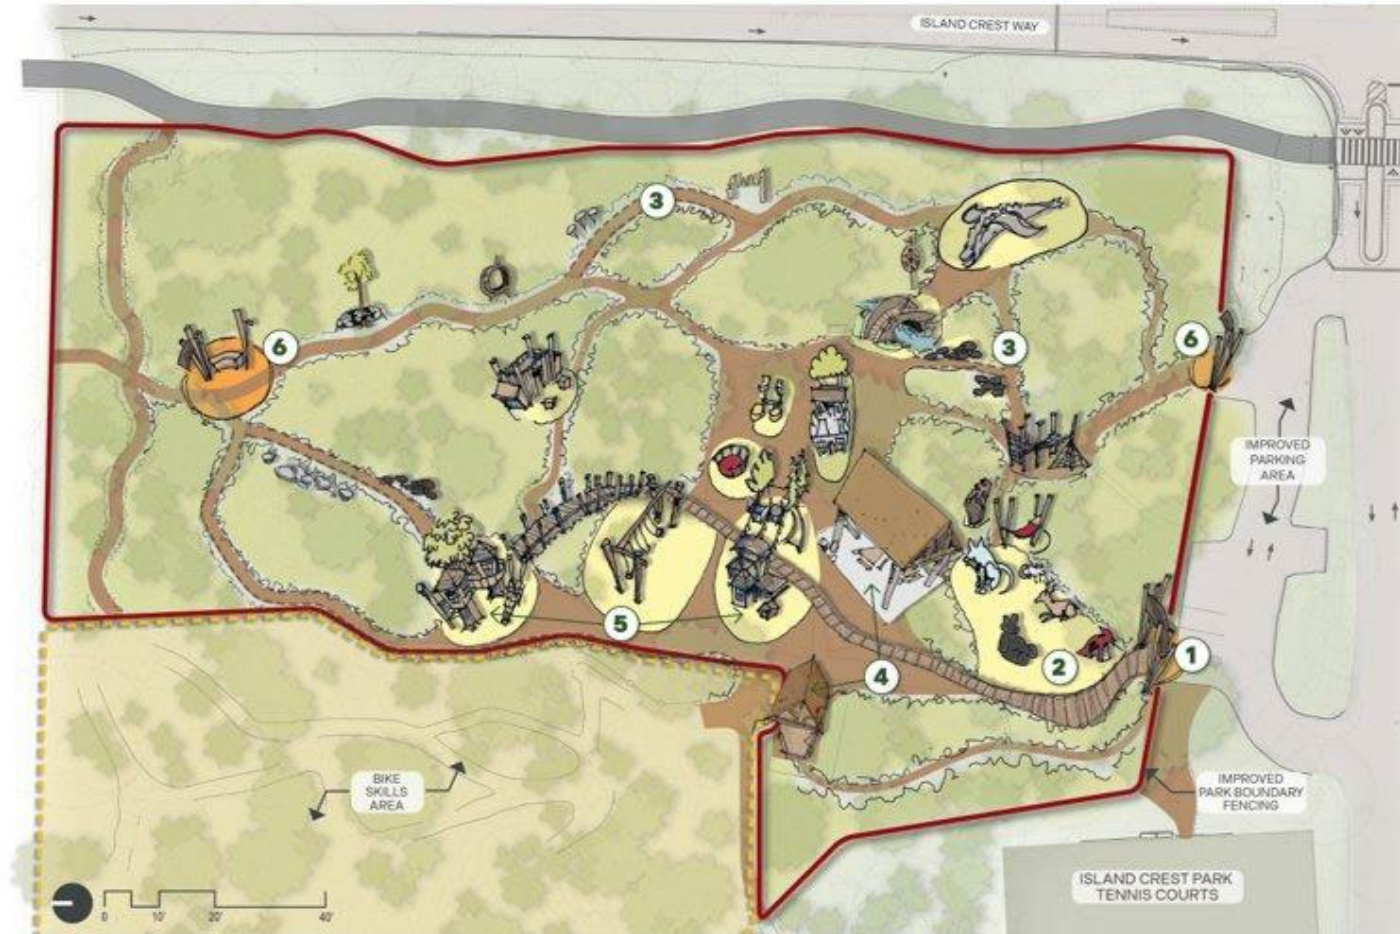 ISLAND CREST WAY
3
6
3
6
IMPROVED
PARKING
AREA
5
4
2
1
BIKE
SKILLS
AREA
IMPROVED
PARK BOUNDARY
FENCING
ISLAND CREST PARK
TENNIS COURTS
0 10' 20' 40'